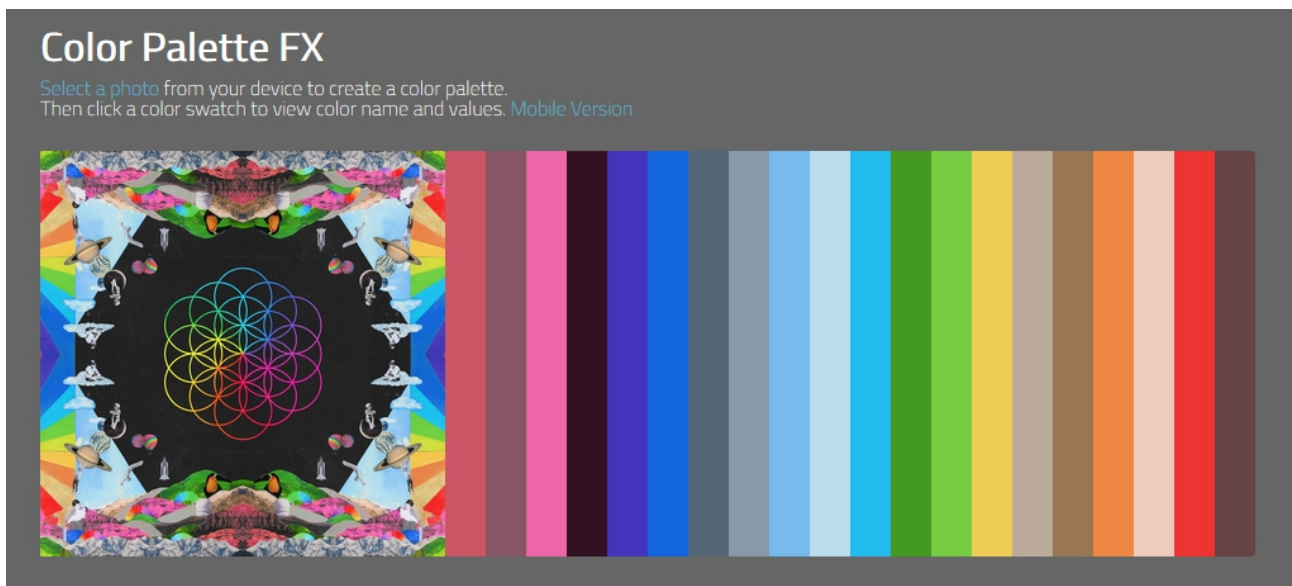 Color Palette FX
Select a photo from your device to create a color palette.
Then click a color swatch to view color name and values. Mobile Version